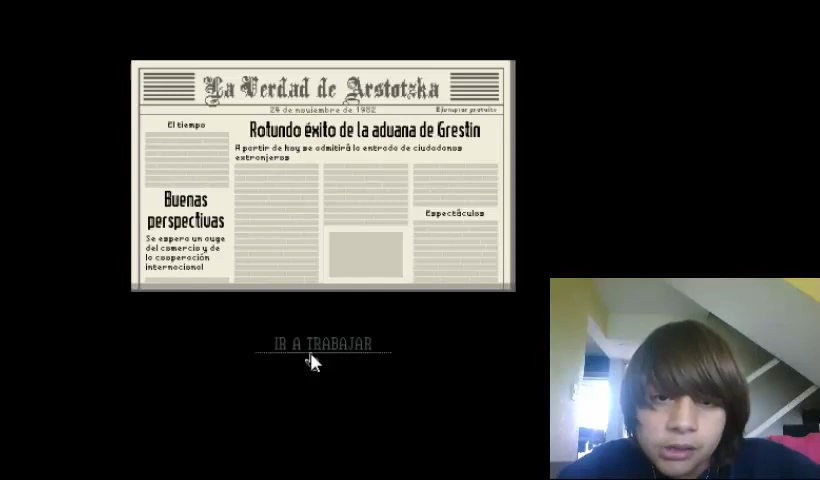 La Verdad de Arstotzka
24 de noviembre de 1982
Ejemplar gratuito
El tiempo
Buenas
perspectivas
Se espera un auge
del comercio y de
la cooperación
internacional
Rotundo éxito de la aduana de Grestin
A partir de hoy se admitirá la entrada de ciudadanos
extranjeros
Espectáculos
IR A TRABAJAR